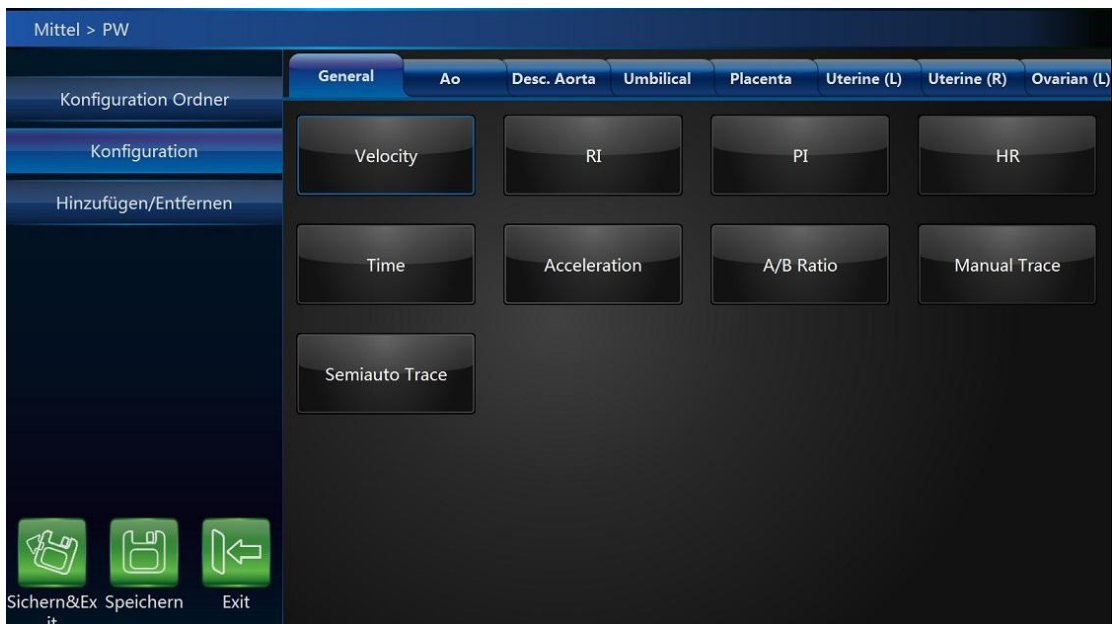 Mittel > PW
Konfiguration Ordner
Konfiguration
Hinzufügen/Entfernen
General Ao Desc. Aorta Umbilical Placenta Uterine (L) Uterine (R) Ovarian (L)
Velocity RI PI HR
Time Acceleration A/B Ratio Manual Trace
Semiauto Trace
Sichern&Ex Speichern Exit
it